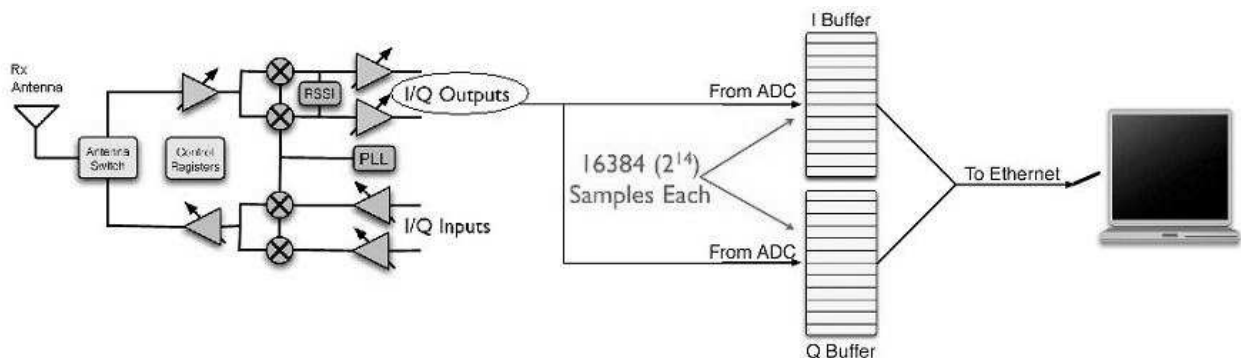 I Buffer
Rx
Antenna
RSSI
I/Q Outputs
From ADC
Antenna
Switch
Control
Registers
PLL
16384 (2¹⁴)
Samples Each
To Ethernet
I/Q Inputs
From ADC
Q Buffer